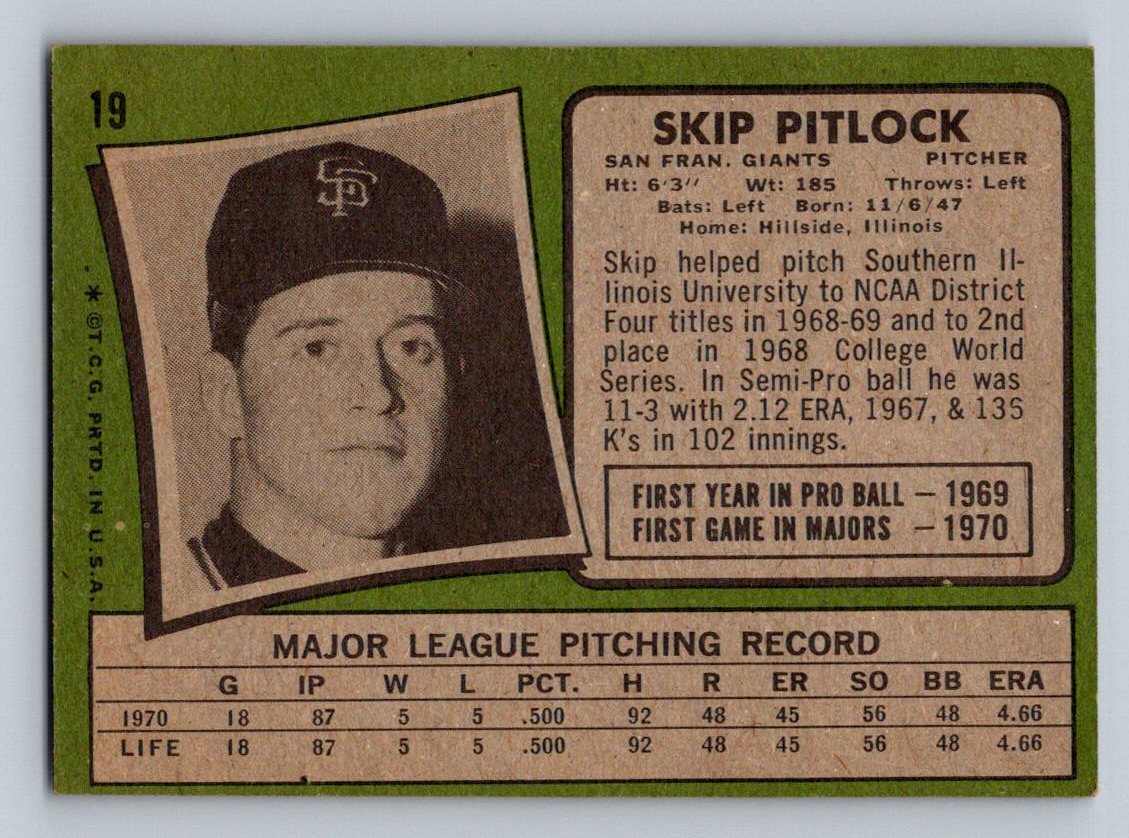 19
SF
SKIP PITLOCK
SAN FRAN. GIANTS PITCHER
Ht: 6'3" Wt: 185 Throws: Left
Bats: Left Born: 11/6/47
Home: Hillside, Illinois
Skip helped pitch Southern Il-
linois University to NCAA District
Four titles in 1968-69 and to 2nd
place in 1968 College World
Series. In Semi-Pro ball he was
11-3 with 2.12 ERA, 1967, & 136
K's in 102 innings.
FIRST YEAR IN PRO BALL — 1969
FIRST GAME IN MAJORS — 1970
* ©T.C.G. PRTD. IN U.S.A.
MAJOR LEAGUE PITCHING RECORD
G IP W L PCT. H R ER SO BB ERA
1970 18 87 5 5 .500 92 48 45 56 48 4.66
LIFE 18 87 5 5 .500 92 48 45 56 48 4.66